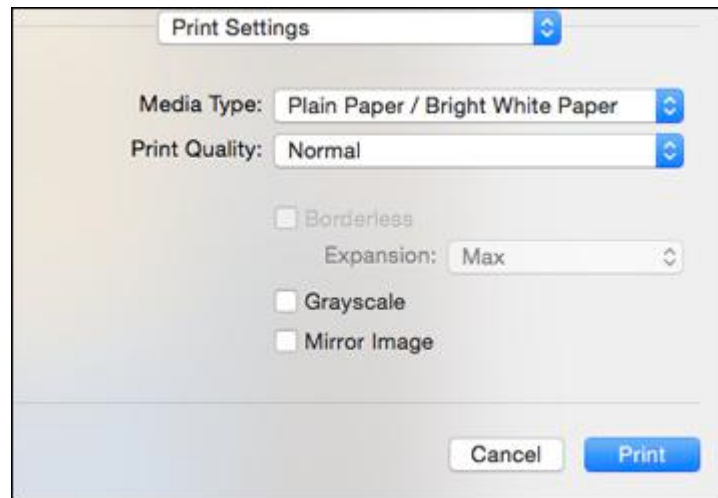 Print Settings
Media Type: Plain Paper / Bright White Paper
Print Quality: Normal
Borderless
Expansion: Max
Grayscale
Mirror Image
Cancel Print